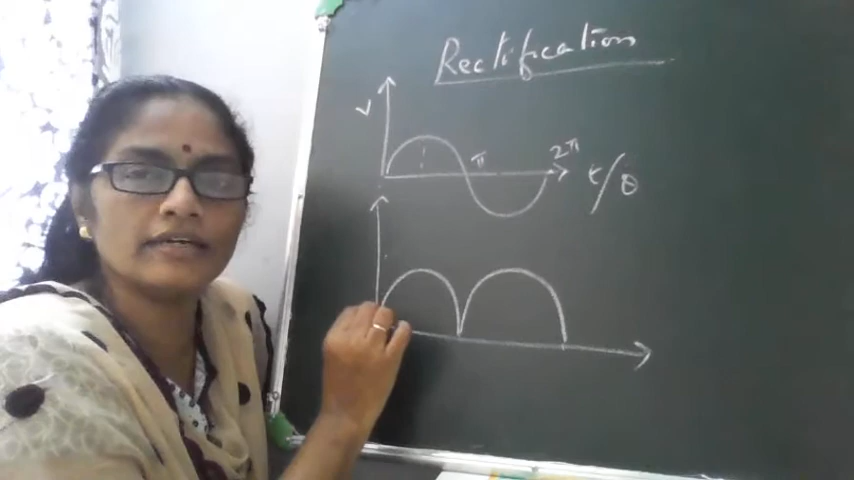 Rectification
V
π
2π
t/θ